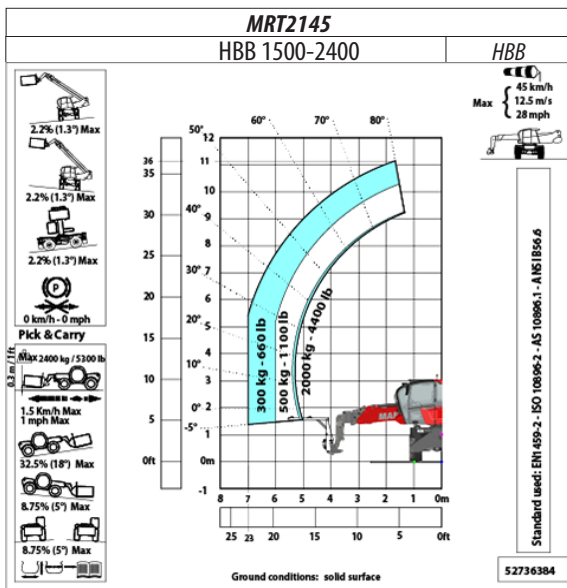 MRT2145
HBB 1500-2400
HBB
45 km/h
Max
12.5 m/s
28 mph
2.2% (1.3°) Max
2.2% (1.3°) Max
2.2% (1.3°) Max
P
0 km/h - 0 mph
Pick & Carry
Max 2400 kg / 5300 lb
0.3 m / 1 ft
1.5 Km/h Max
1 mph Max
32.5% (18°) Max
8.75% (5°) Max
8.75% (5°) Max
60°
70°
80°
50°
40°
30°
20°
10°
0°
-5°
12
11
10
9
8
7
6
5
4
3
2
1
0m
-1
36
35
30
25
20
15
10
5
0ft
300 kg - 660 lb
500 kg - 1100 lb
2000 kg - 4400 lb
MAN
8 7 6 5 4 3 2 1 0m
25 23 20 15 10 5 0ft
Ground conditions: solid surface
Standard used: EN1459-2 - ISO 10896-2 - AS 10896.1 - ANSI B56.6
52736384